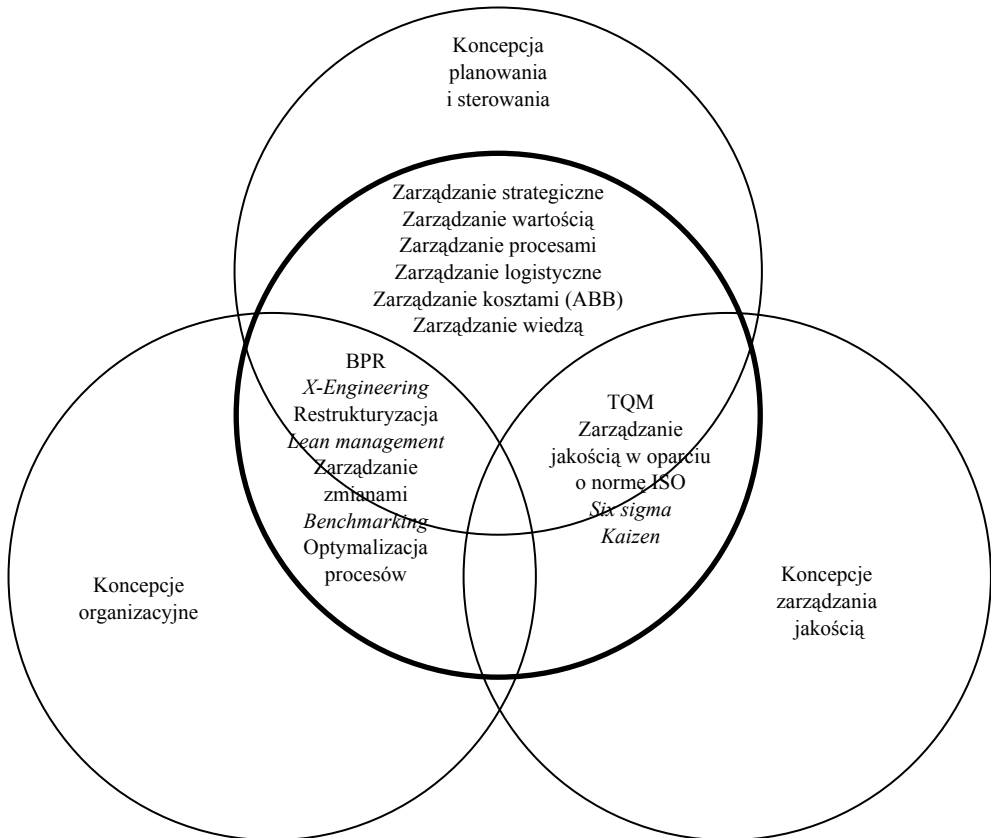 Koncepcja
planowania
i sterowania
Zarządzanie strategiczne
Zarządzanie wartością
Zarządzanie procesami
Zarządzanie logistyczne
Zarządzanie kosztami (ABB)
Zarządzanie wiedzą
BPR
X-Engineering
Restrukturyzacja
Lean management
Zarządzanie
zmianami
Benchmarking
Optymalizacja
procesów
TQM
Zarządzanie
jakością w oparciu
o normę ISO
Six sigma
Kaizen
Koncepcje
organizacyjne
Koncepcje
zarządzania
jakością